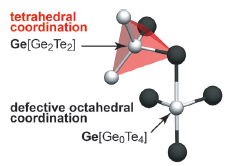 tetrahedral
coordination
Ge[Ge₂Te₂]
defective octahedral
coordination
Ge[Ge₀Te₄]